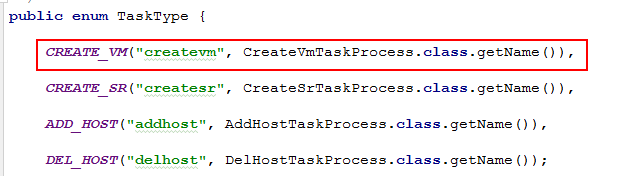 public enum TaskType {
CREATE_VM("createvm", CreateVmTaskProcess.class.getName()),
CREATE_SR("createsr", CreateSrTaskProcess.class.getName()),
ADD_HOST("addhost", AddHostTaskProcess.class.getName()),
DEL_HOST("delhost", DelHostTaskProcess.class.getName());